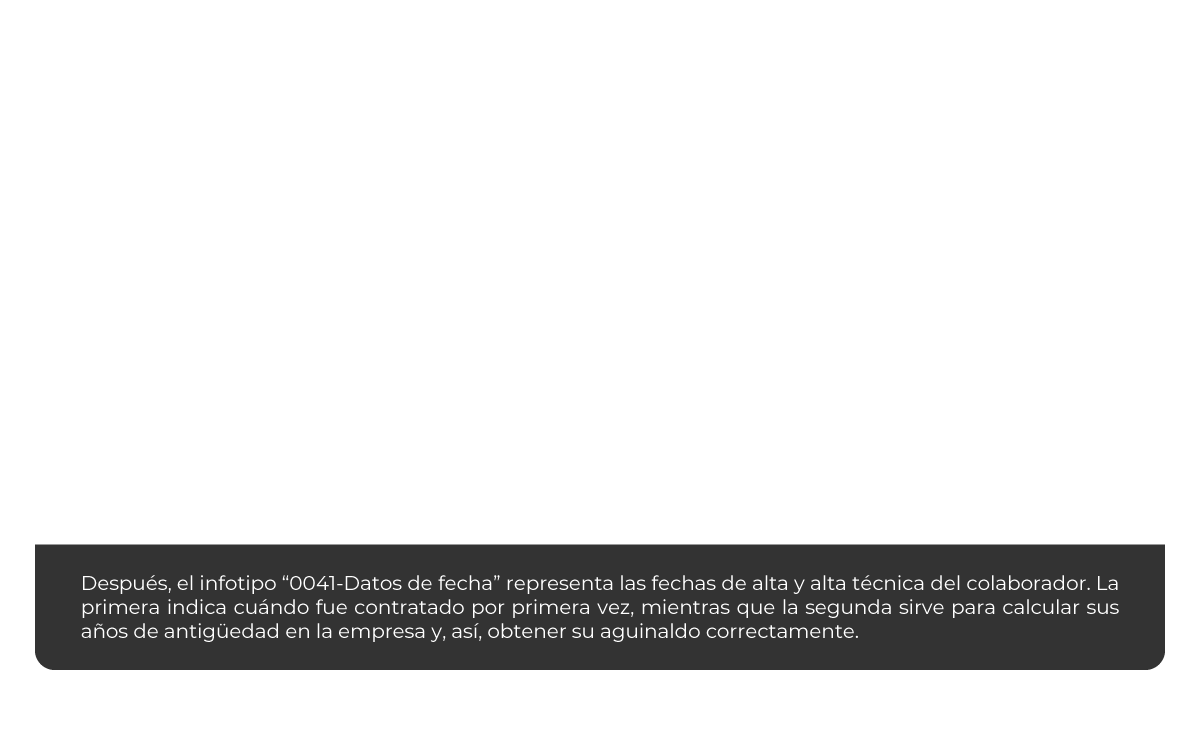 Después, el infotipo “0041-Datos de fecha” representa las fechas de alta y alta técnica del colaborador. La
primera indica cuándo fue contratado por primera vez, mientras que la segunda sirve para calcular sus
años de antigüedad en la empresa y, así, obtener su aguinaldo correctamente.